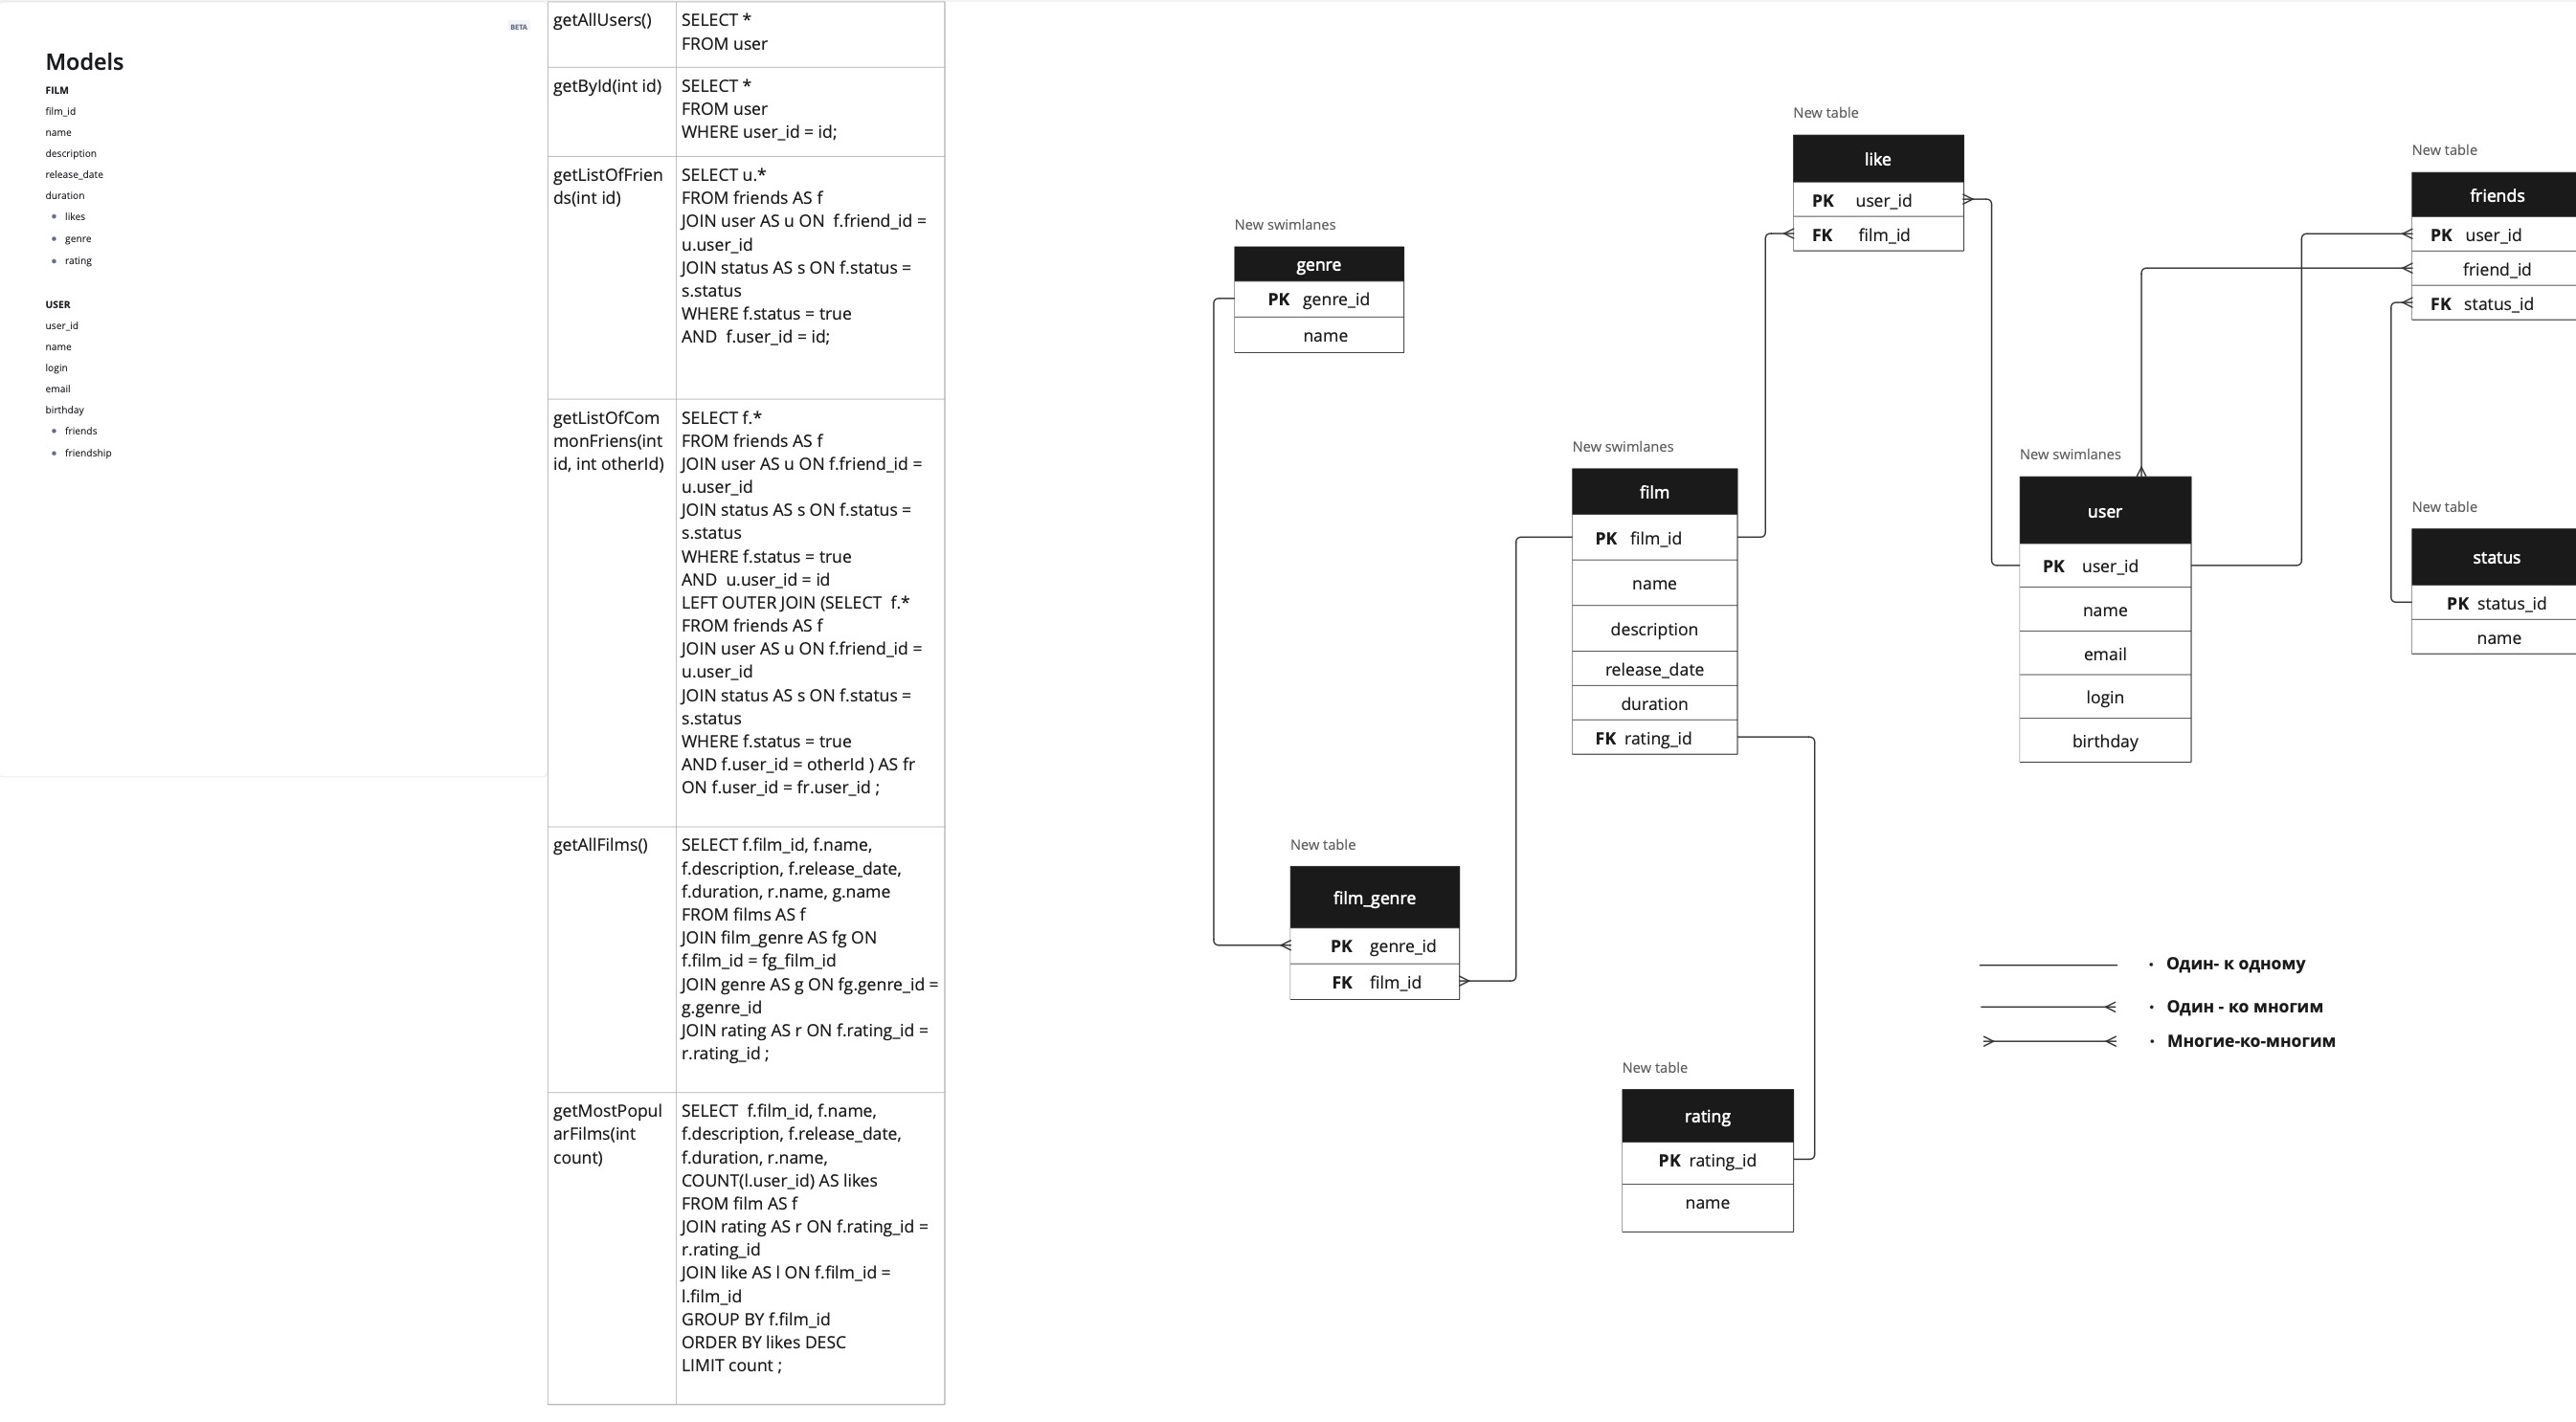 BETA
Models
FILM
film_id
name
description
release_date
duration
likes
genre
rating
USER
user_id
name
login
email
birthday
friends
friendship
getAllUsers()
SELECT *
FROM user
getById(int id)
SELECT *
FROM user
WHERE user_id = id;
getListOfFrien
ds(int id)
SELECT u.*
FROM friends AS f
JOIN user AS u ON f.friend_id =
u.user_id
JOIN status AS s ON f.status =
s.status
WHERE f.status = true
AND f.user_id = id;
getListOfCom
monFriens(int
id, int otherId)
SELECT f.*
FROM friends AS f
JOIN user AS u ON f.friend_id =
u.user_id
JOIN status AS s ON f.status =
s.status
WHERE f.status = true
AND u.user_id = id
LEFT OUTER JOIN (SELECT f.*
FROM friends AS f
JOIN user AS u ON f.friend_id =
u.user_id
JOIN status AS s ON f.status =
s.status
WHERE f.status = true
AND f.user_id = otherId ) AS fr
ON f.user_id = fr.user_id ;
getAllFilms()
SELECT f.film_id, f.name,
f.description, f.release_date,
f.duration, r.name, g.name
FROM films AS f
JOIN film_genre AS fg ON
f.film_id = fg_film_id
JOIN genre AS g ON fg.genre_id =
g.genre_id
JOIN rating AS r ON f.rating_id =
r.rating_id ;
getMostPopul
arFilms(int
count)
SELECT f.film_id, f.name,
f.description, f.release_date,
f.duration, r.name,
COUNT(l.user_id) AS likes
FROM film AS f
JOIN rating AS r ON f.rating_id =
r.rating_id
JOIN like AS l ON f.film_id =
l.film_id
GROUP BY f.film_id
ORDER BY likes DESC
LIMIT count ;
New swimlanes
genre
PK genre_id
name
New table
film_genre
PK genre_id
FK film_id
New swimlanes
film
PK film_id
name
description
release_date
duration
FK rating_id
New table
rating
PK rating_id
name
New table
like
PK user_id
FK film_id
New swimlanes
user
PK user_id
name
email
login
birthday
New table
friends
PK user_id
friend_id
FK status_id
New table
status
PK status_id
name
· Один- к одному
· Один - ко многим
· Многие-ко-многим